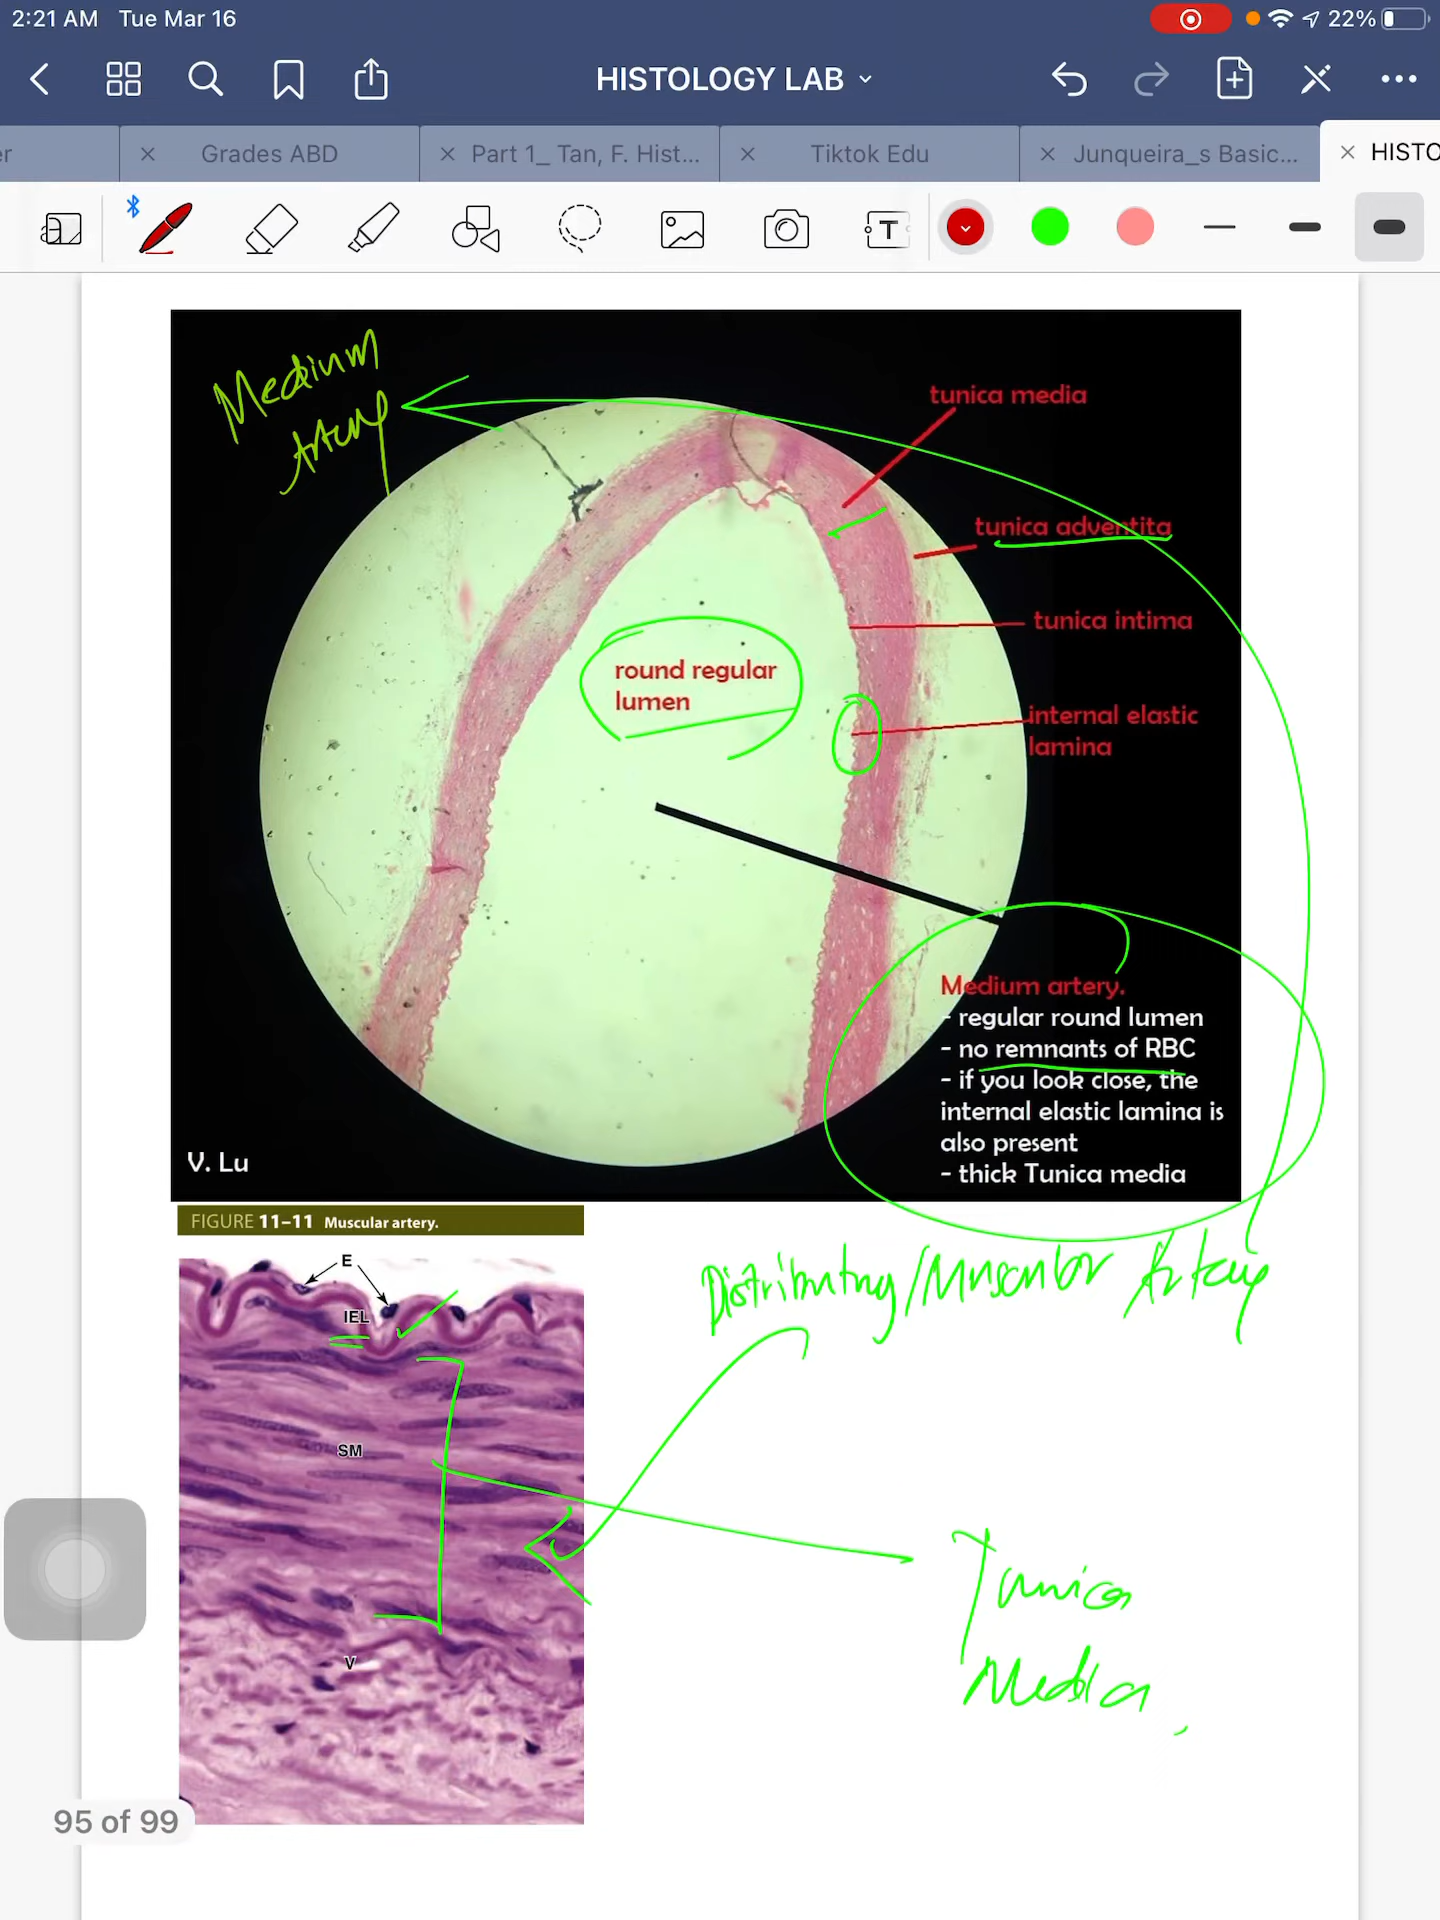 2:21 AM Tue Mar 16
22%
HISTOLOGY LAB
er
Grades ABD
Part 1_ Tan, F. Hist...
Tiktok Edu
Junqueira_s Basic...
HISTO
T
Medium
Artery
tunica media
tunica adventita
tunica intima
round regular
lumen
internal elastic
lamina
Medium artery.
- regular round lumen
- no remnants of RBC
- if you look close, the
internal elastic lamina is
also present
- thick Tunica media
V. Lu
FIGURE 11–11 Muscular artery.
E
IEL
SM
V
Distributing/Muscular Artery
Tunica
Media
95 of 99